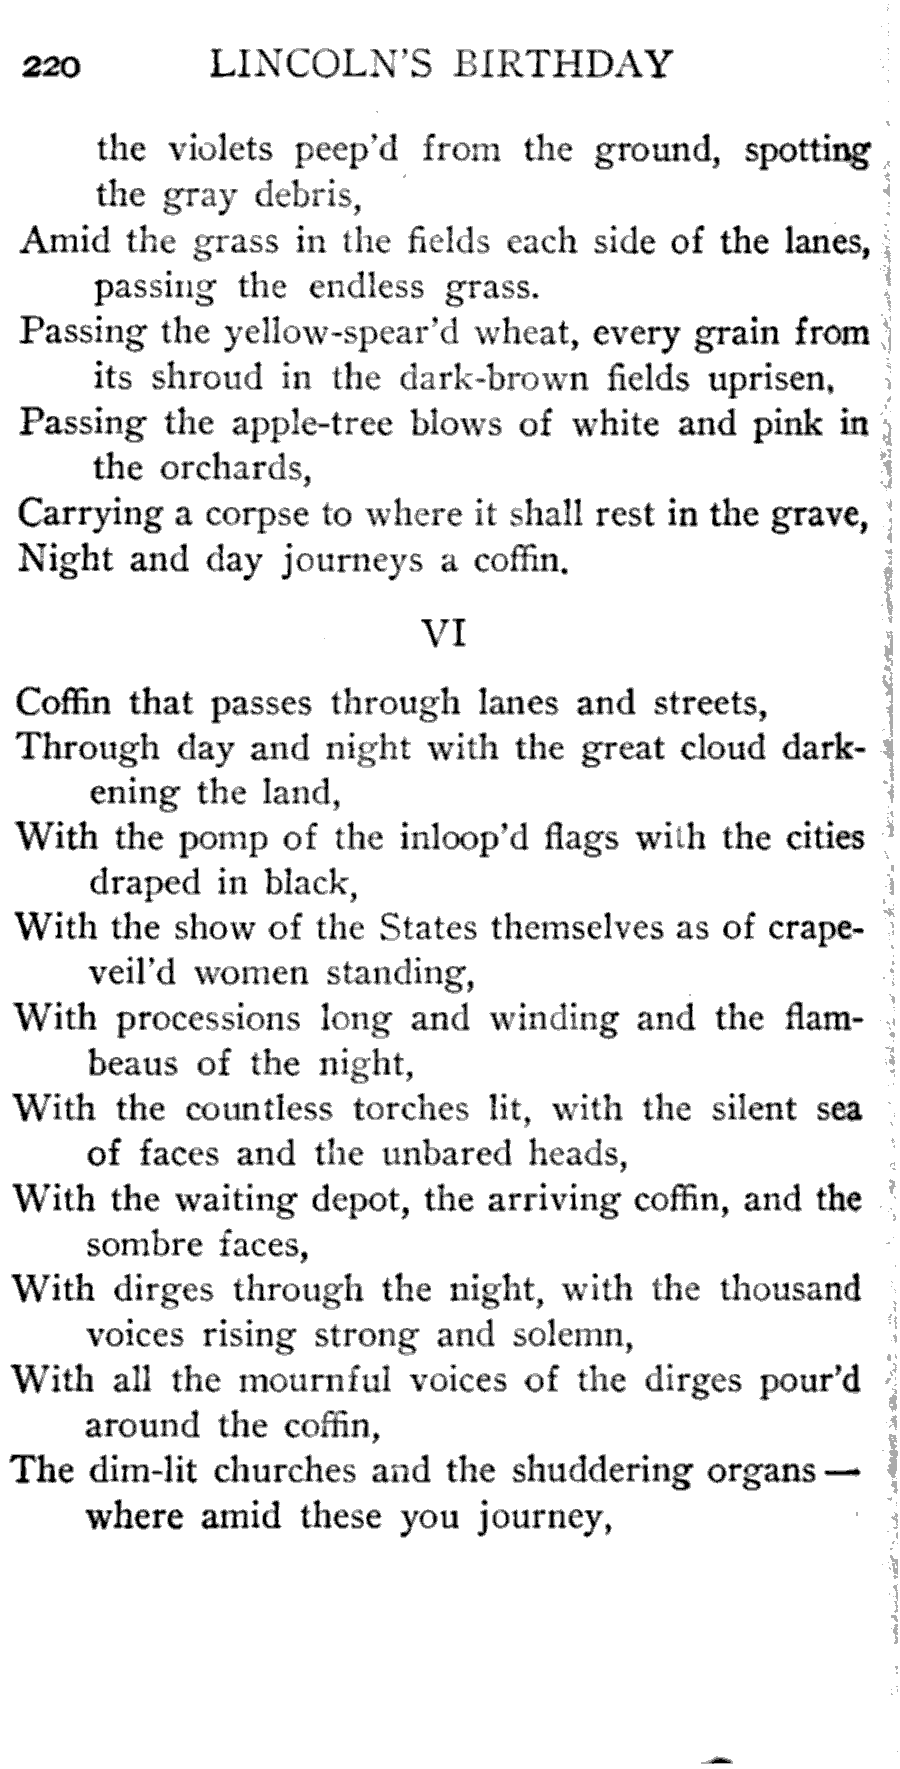 220 LINCOLN'S BIRTHDAY
the violets peep'd from the ground, spotting
the gray debris,
Amid the grass in the fields each side of the lanes,
passing the endless grass.
Passing the yellow-spear'd wheat, every grain from
its shroud in the dark-brown fields uprisen,
Passing the apple-tree blows of white and pink in
the orchards,
Carrying a corpse to where it shall rest in the grave,
Night and day journeys a coffin.
VI
Coffin that passes through lanes and streets,
Through day and night with the great cloud dark-
ening the land,
With the pomp of the inloop'd flags with the cities
draped in black,
With the show of the States themselves as of crape-
veil'd women standing,
With processions long and winding and the flam-
beaus of the night,
With the countless torches lit, with the silent sea
of faces and the unbared heads,
With the waiting depot, the arriving coffin, and the
sombre faces,
With dirges through the night, with the thousand
voices rising strong and solemn,
With all the mournful voices of the dirges pour'd
around the coffin,
The dim-lit churches and the shuddering organs —
where amid these you journey,